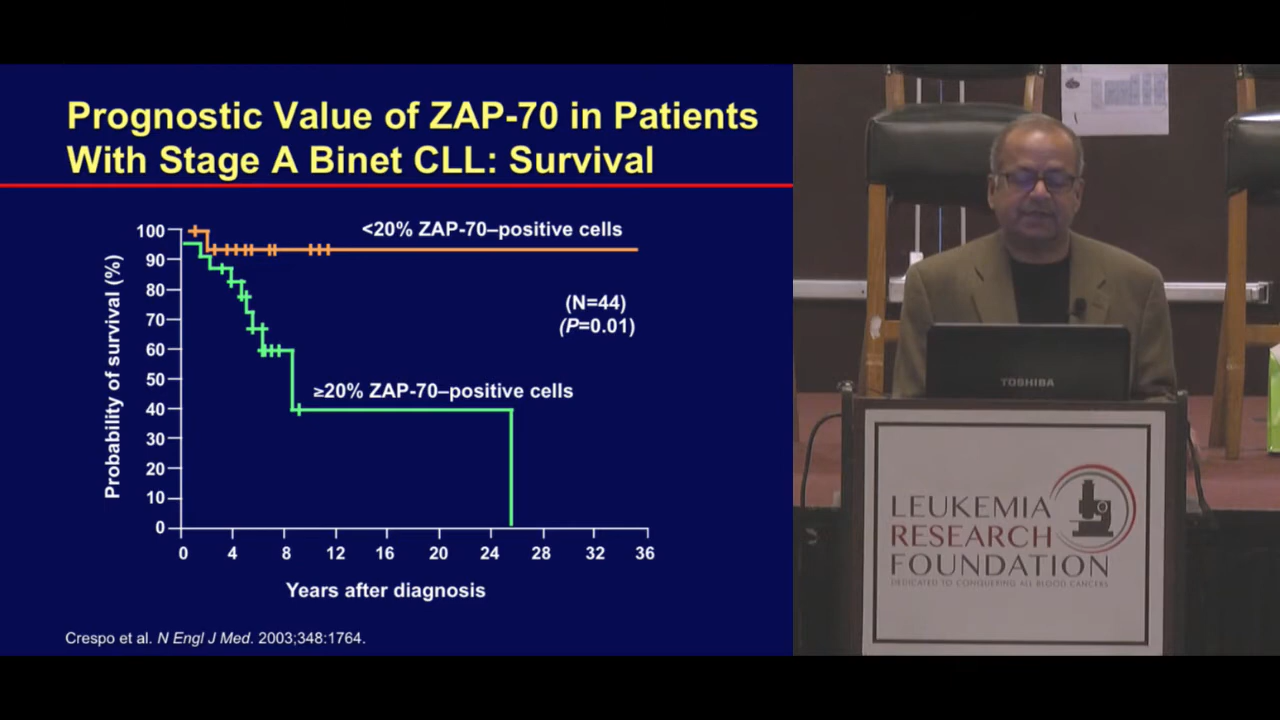 Prognostic Value of ZAP-70 in Patients
With Stage A Binet CLL: Survival
<20% ZAP-70–positive cells
(N=44)
(P=0.01)
≥20% ZAP-70–positive cells
Probability of survival (%)
100
90
80
70
60
50
40
30
20
10
0
0 4 8 12 16 20 24 28 32 36
Years after diagnosis
Crespo et al. N Engl J Med. 2003;348:1764.
TOSHIBA
LEUKEMIA
RESEARCH
FOUNDATION
DEDICATED TO CONQUERING ALL BLOOD CANCERS